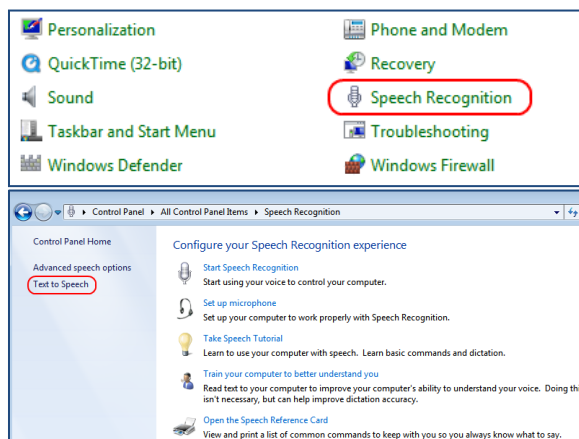 Personalization
Phone and Modem
QuickTime (32-bit)
Recovery
Sound
Speech Recognition
Taskbar and Start Menu
Troubleshooting
Windows Defender
Windows Firewall
Control Panel
All Control Panel Items
Speech Recognition
Control Panel Home
Advanced speech options
Text to Speech
Configure your Speech Recognition experience
Start Speech Recognition
Start using your voice to control your computer.
Set up microphone
Set up your computer to work properly with Speech Recognition.
Take Speech Tutorial
Learn to use your computer with speech. Learn basic commands and dictation.
Train your computer to better understand you
Read text to your computer to improve your computer's ability to understand your voice. Doing thi
isn't necessary, but can help improve dictation accuracy.
Open the Speech Reference Card
View and print a list of common commands to keep with you so you always know what to say.